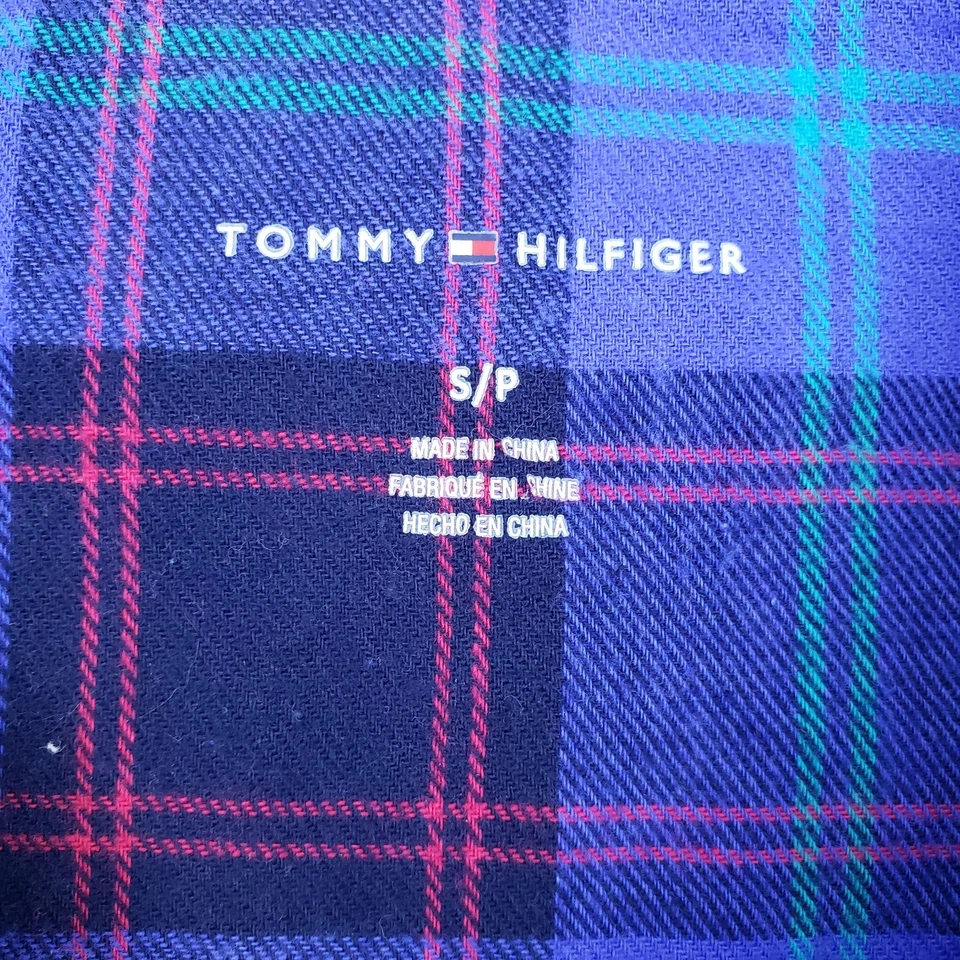 TOMMY HILFIGER
S/P
MADE IN CHINA
FABRIQUÉ EN CHINE
HECHO EN CHINA